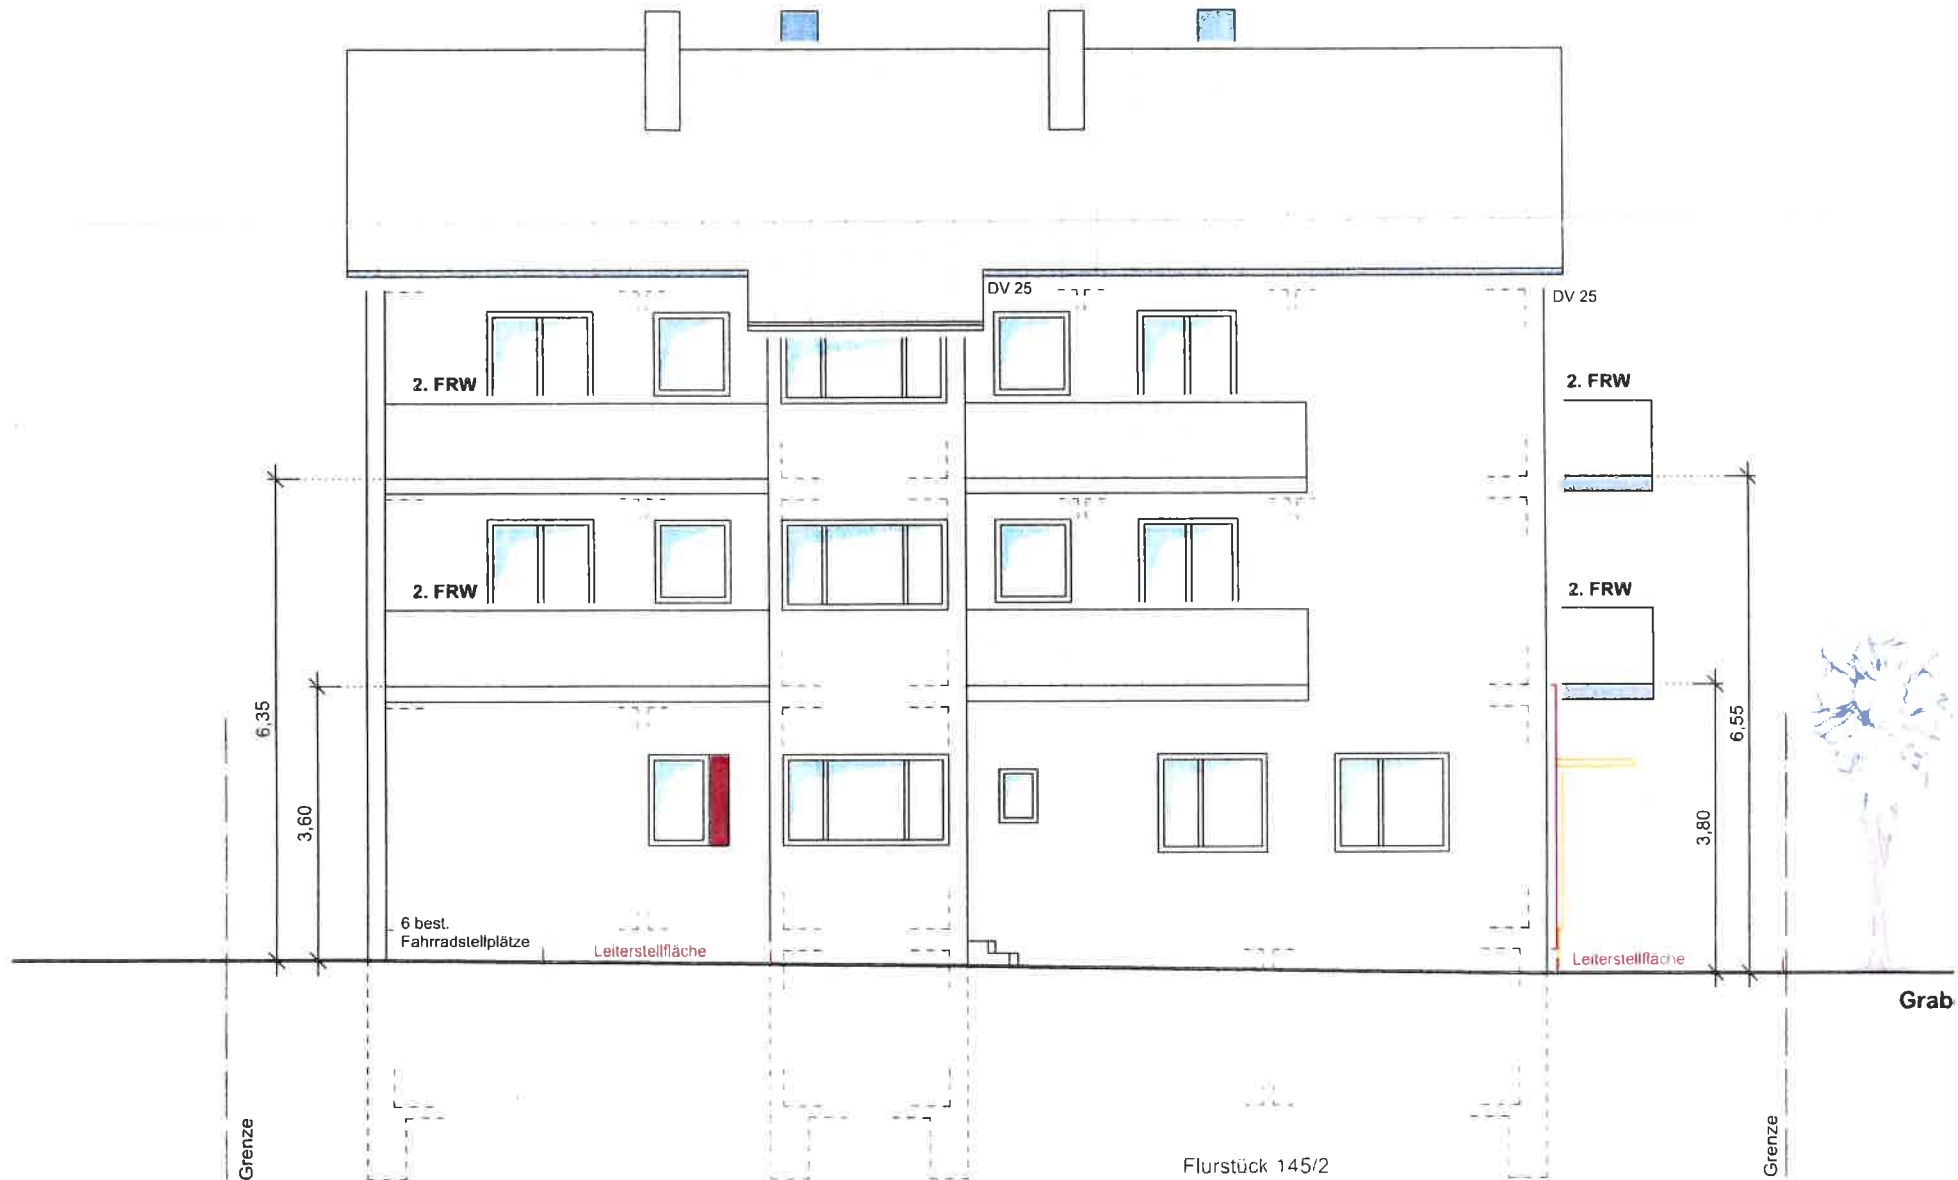 DV 25
DV 25
2. FRW
2. FRW
2. FRW
2. FRW
6,35
3,60
6,55
3,80
6 best.
Fahrradstellplätze
Leiterstellfläche
Leiterstellfläche
Grab
Grenze
Grenze
Flurstück 145/2